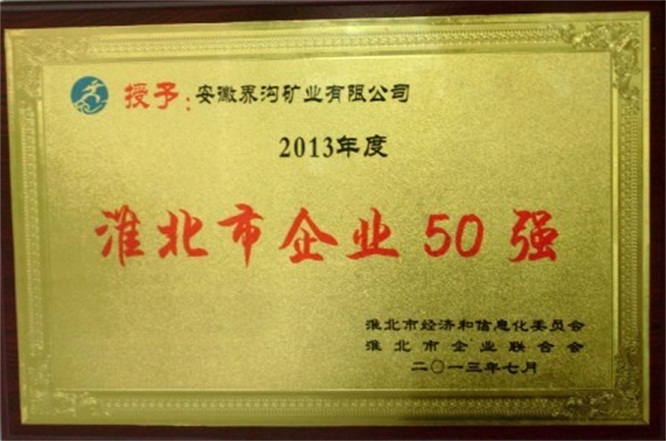 授予：安徽界沟矿业有限公司
2013年度
淮北市企业50强
淮北市经济和信息化委员会
淮北市企业联合会
二〇一三年七月